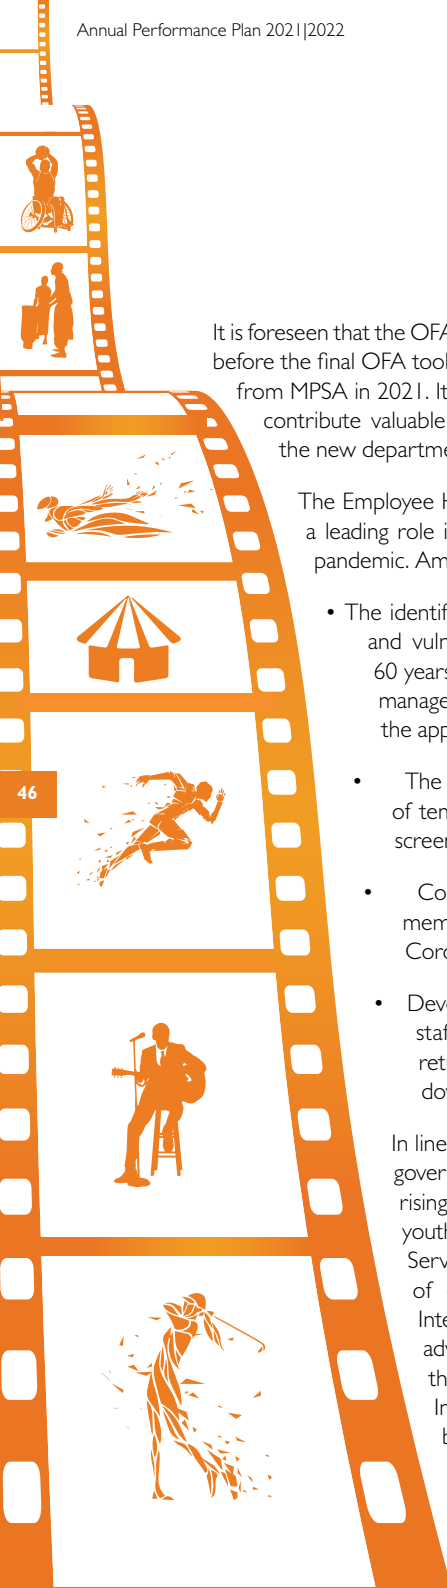 Annual Performance Plan 2021|2022
It is foreseen that the OFA
before the final OFA tool
from MPSA in 2021. It
contribute valuable
the new departme
The Employee H
a leading role i
pandemic. Am
• The identif
and vuln
60 years
manage
the app
• The
of ten
screen
46
• Co
mem
Coro
• Deve
staf
ret
dov
In line
gover
rising
youth
Serv
of
Inte
adv
th
In
b